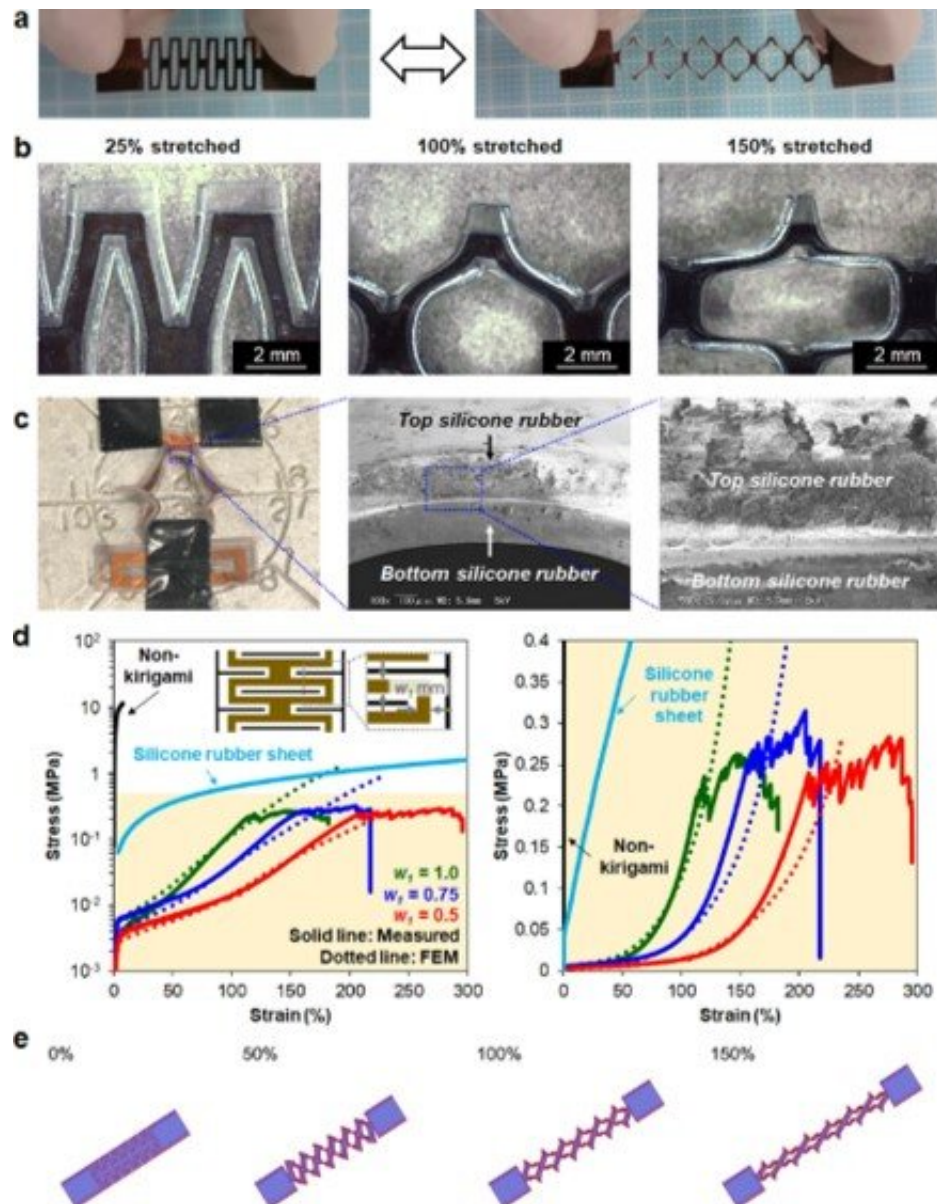 a
b
25% stretched 100% stretched 150% stretched
2 mm 2 mm 2 mm
c
Top silicone rubber
Bottom silicone rubber
Top silicone rubber
Bottom silicone rubber
d
Stress (MPa)
10²
10
1
10⁻¹
10⁻²
10⁻³
Non-
kirigami
w₁ mm
Silicone rubber sheet
w₁ = 1.0
w₁ = 0.75
w₁ = 0.5
Solid line: Measured
Dotted line: FEM
0 50 100 150 200 250 300
Strain (%)
Stress (MPa)
0.4
0.3
0.3
0.2
0.2
0.1
0.1
0.05
0
Silicone
rubber sheet
Non-
kirigami
0 50 100 150 200 250 300
Strain (%)
e
0% 50% 100% 150%